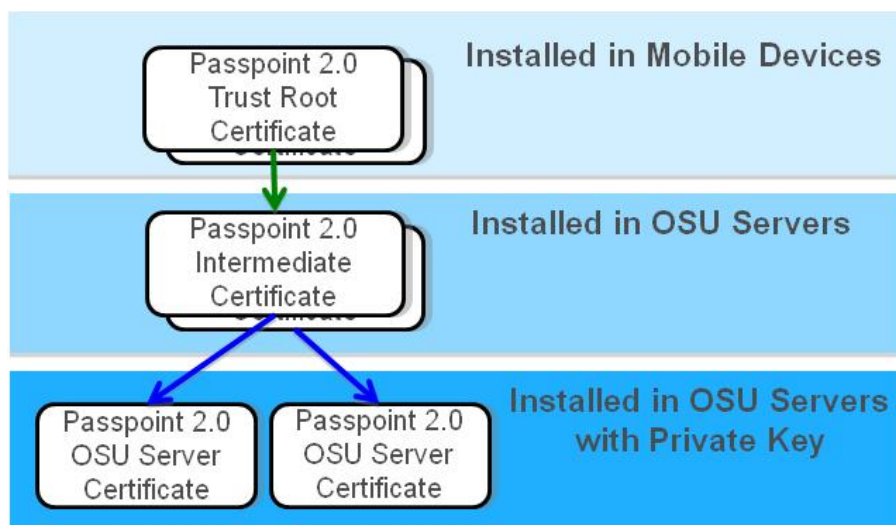 Installed in Mobile Devices
Passpoint 2.0
Trust Root
Certificate
Certificate
Installed in OSU Servers
Passpoint 2.0
Intermediate
Certificate
Certificate
Installed in OSU Servers
with Private Key
Passpoint 2.0
OSU Server
Certificate
Passpoint 2.0
OSU Server
Certificate